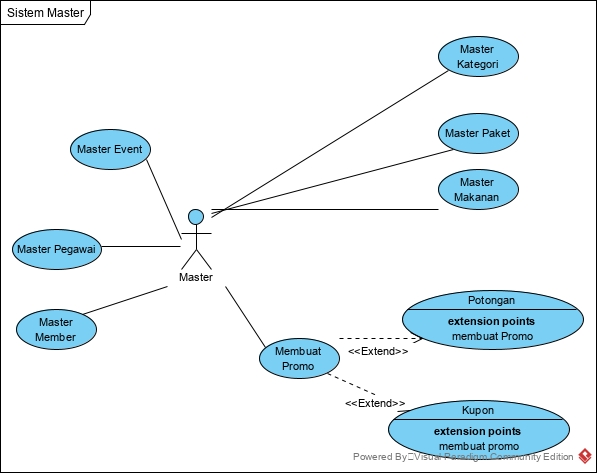 Sistem Master
Master
Kategori
Master Paket
Master Event
Master
Makanan
Master Pegawai
Master
Master
Member
Membuat
Promo
Potongan
extension points
membuat Promo
<<Extend>>
<<Extend>>
Kupon
extension points
membuat promo
Powered By Visual Paradigm Community Edition